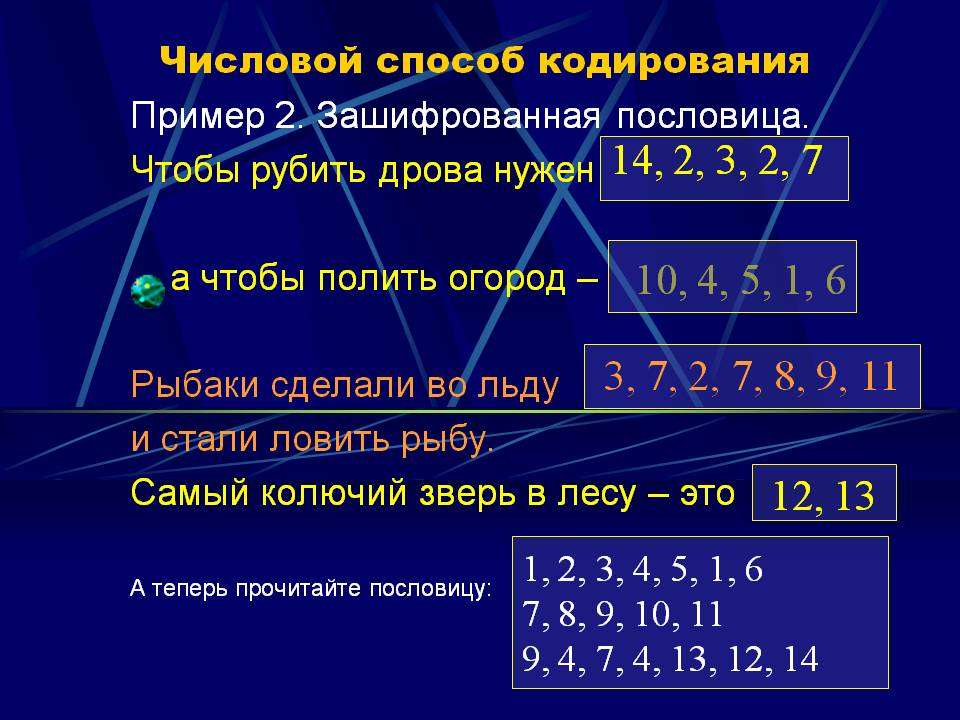 Числовой способ кодирования
Пример 2. Зашифрованная пословица.
Чтобы рубить дрова нужен 14, 2, 3, 2, 7
а чтобы полить огород – 10, 4, 5, 1, 6
Рыбаки сделали во льду 3, 7, 2, 7, 8, 9, 11
и стали ловить рыбу.
Самый колючий зверь в лесу – это 12, 13
А теперь прочитайте пословицу:
1, 2, 3, 4, 5, 1, 6
7, 8, 9, 10, 11
9, 4, 7, 4, 13, 12, 14